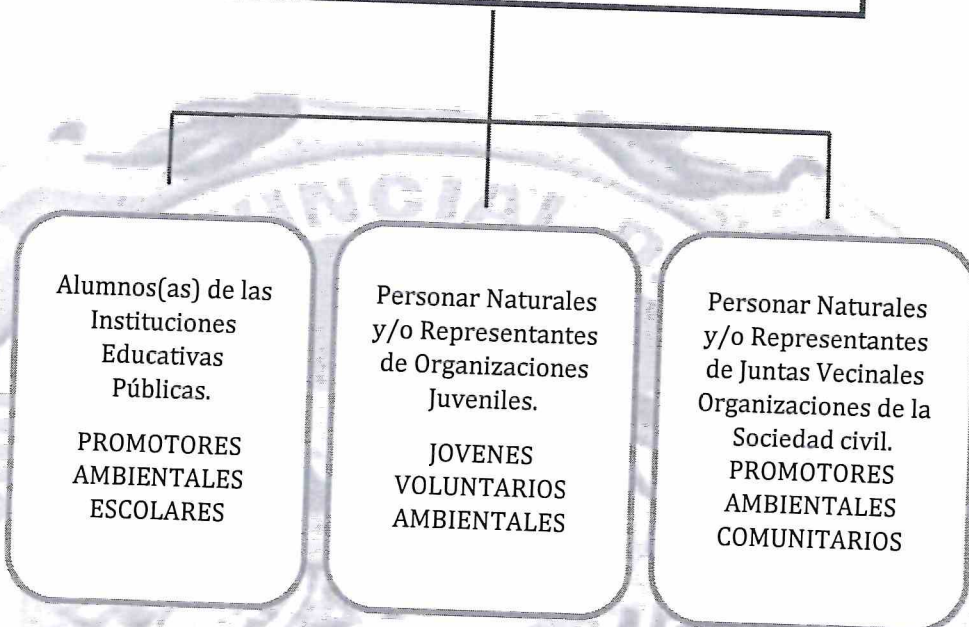 Alumnos(as) de las
Instituciones
Educativas
Públicas.
PROMOTORES
AMBIENTALES
ESCOLARES
Personar Naturales
y/o Representantes
de Organizaciones
Juveniles.
JOVENES
VOLUNTARIOS
AMBIENTALES
Personar Naturales
y/o Representantes
de Juntas Vecinales
Organizaciones de la
Sociedad civil.
PROMOTORES
AMBIENTALES
COMUNITARIOS